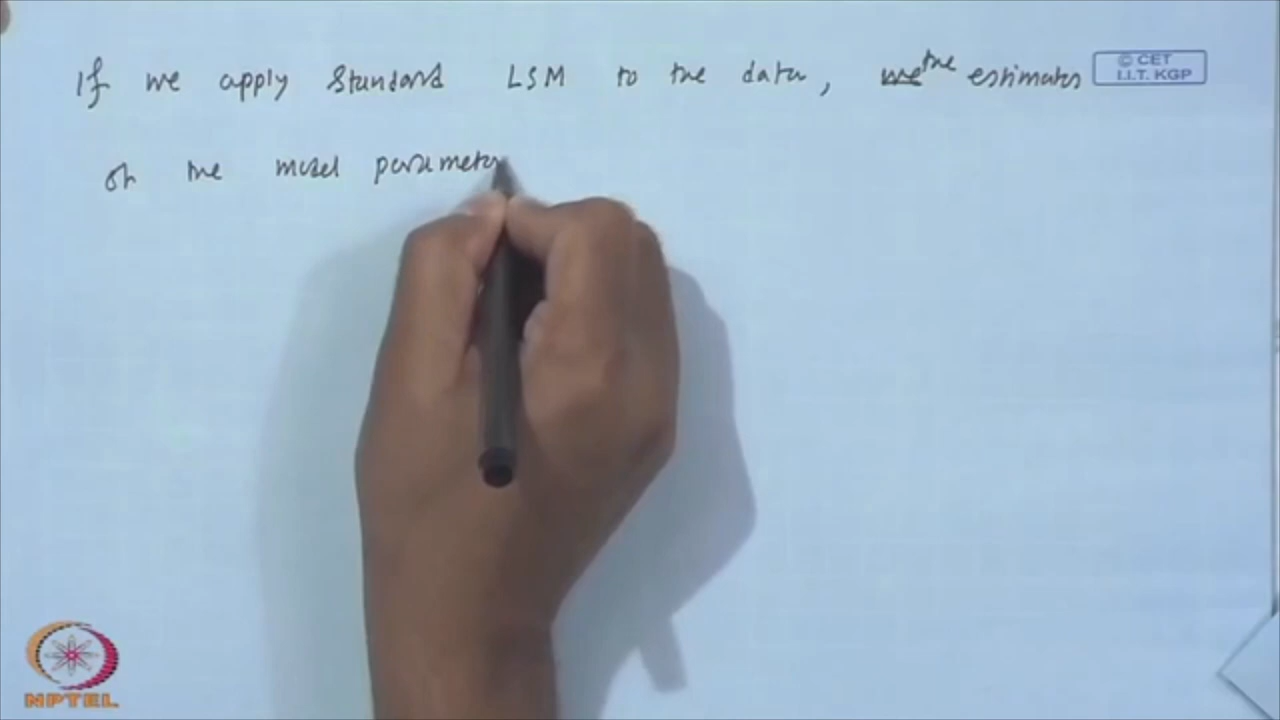 If we apply standard LSM to the data, the estimates
© CET
I.I.T. KGP
of the model parameter
NPTEL